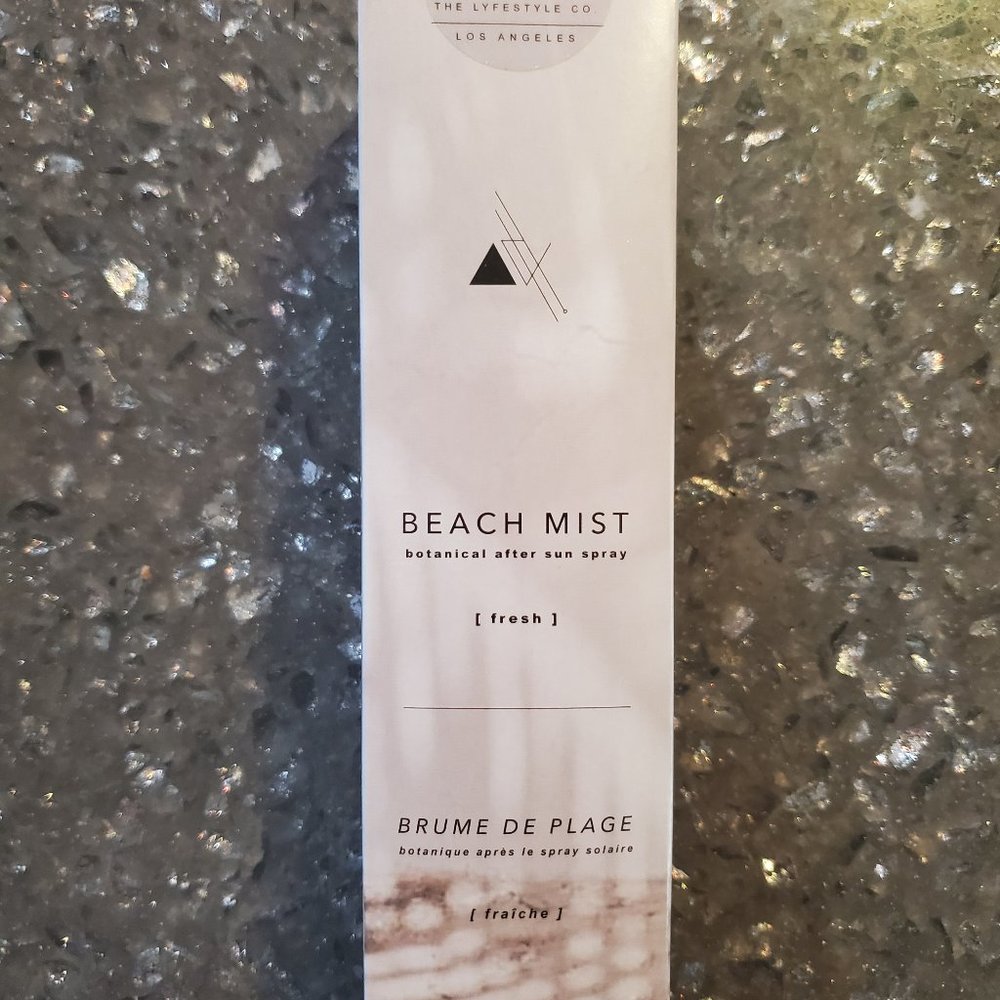 THE LYFESTYLE CO.
LOS ANGELES
BEACH MIST
botanical after sun spray
[ fresh ]
BRUME DE PLAGE
botanique après le spray solaire
[ fraîche ]